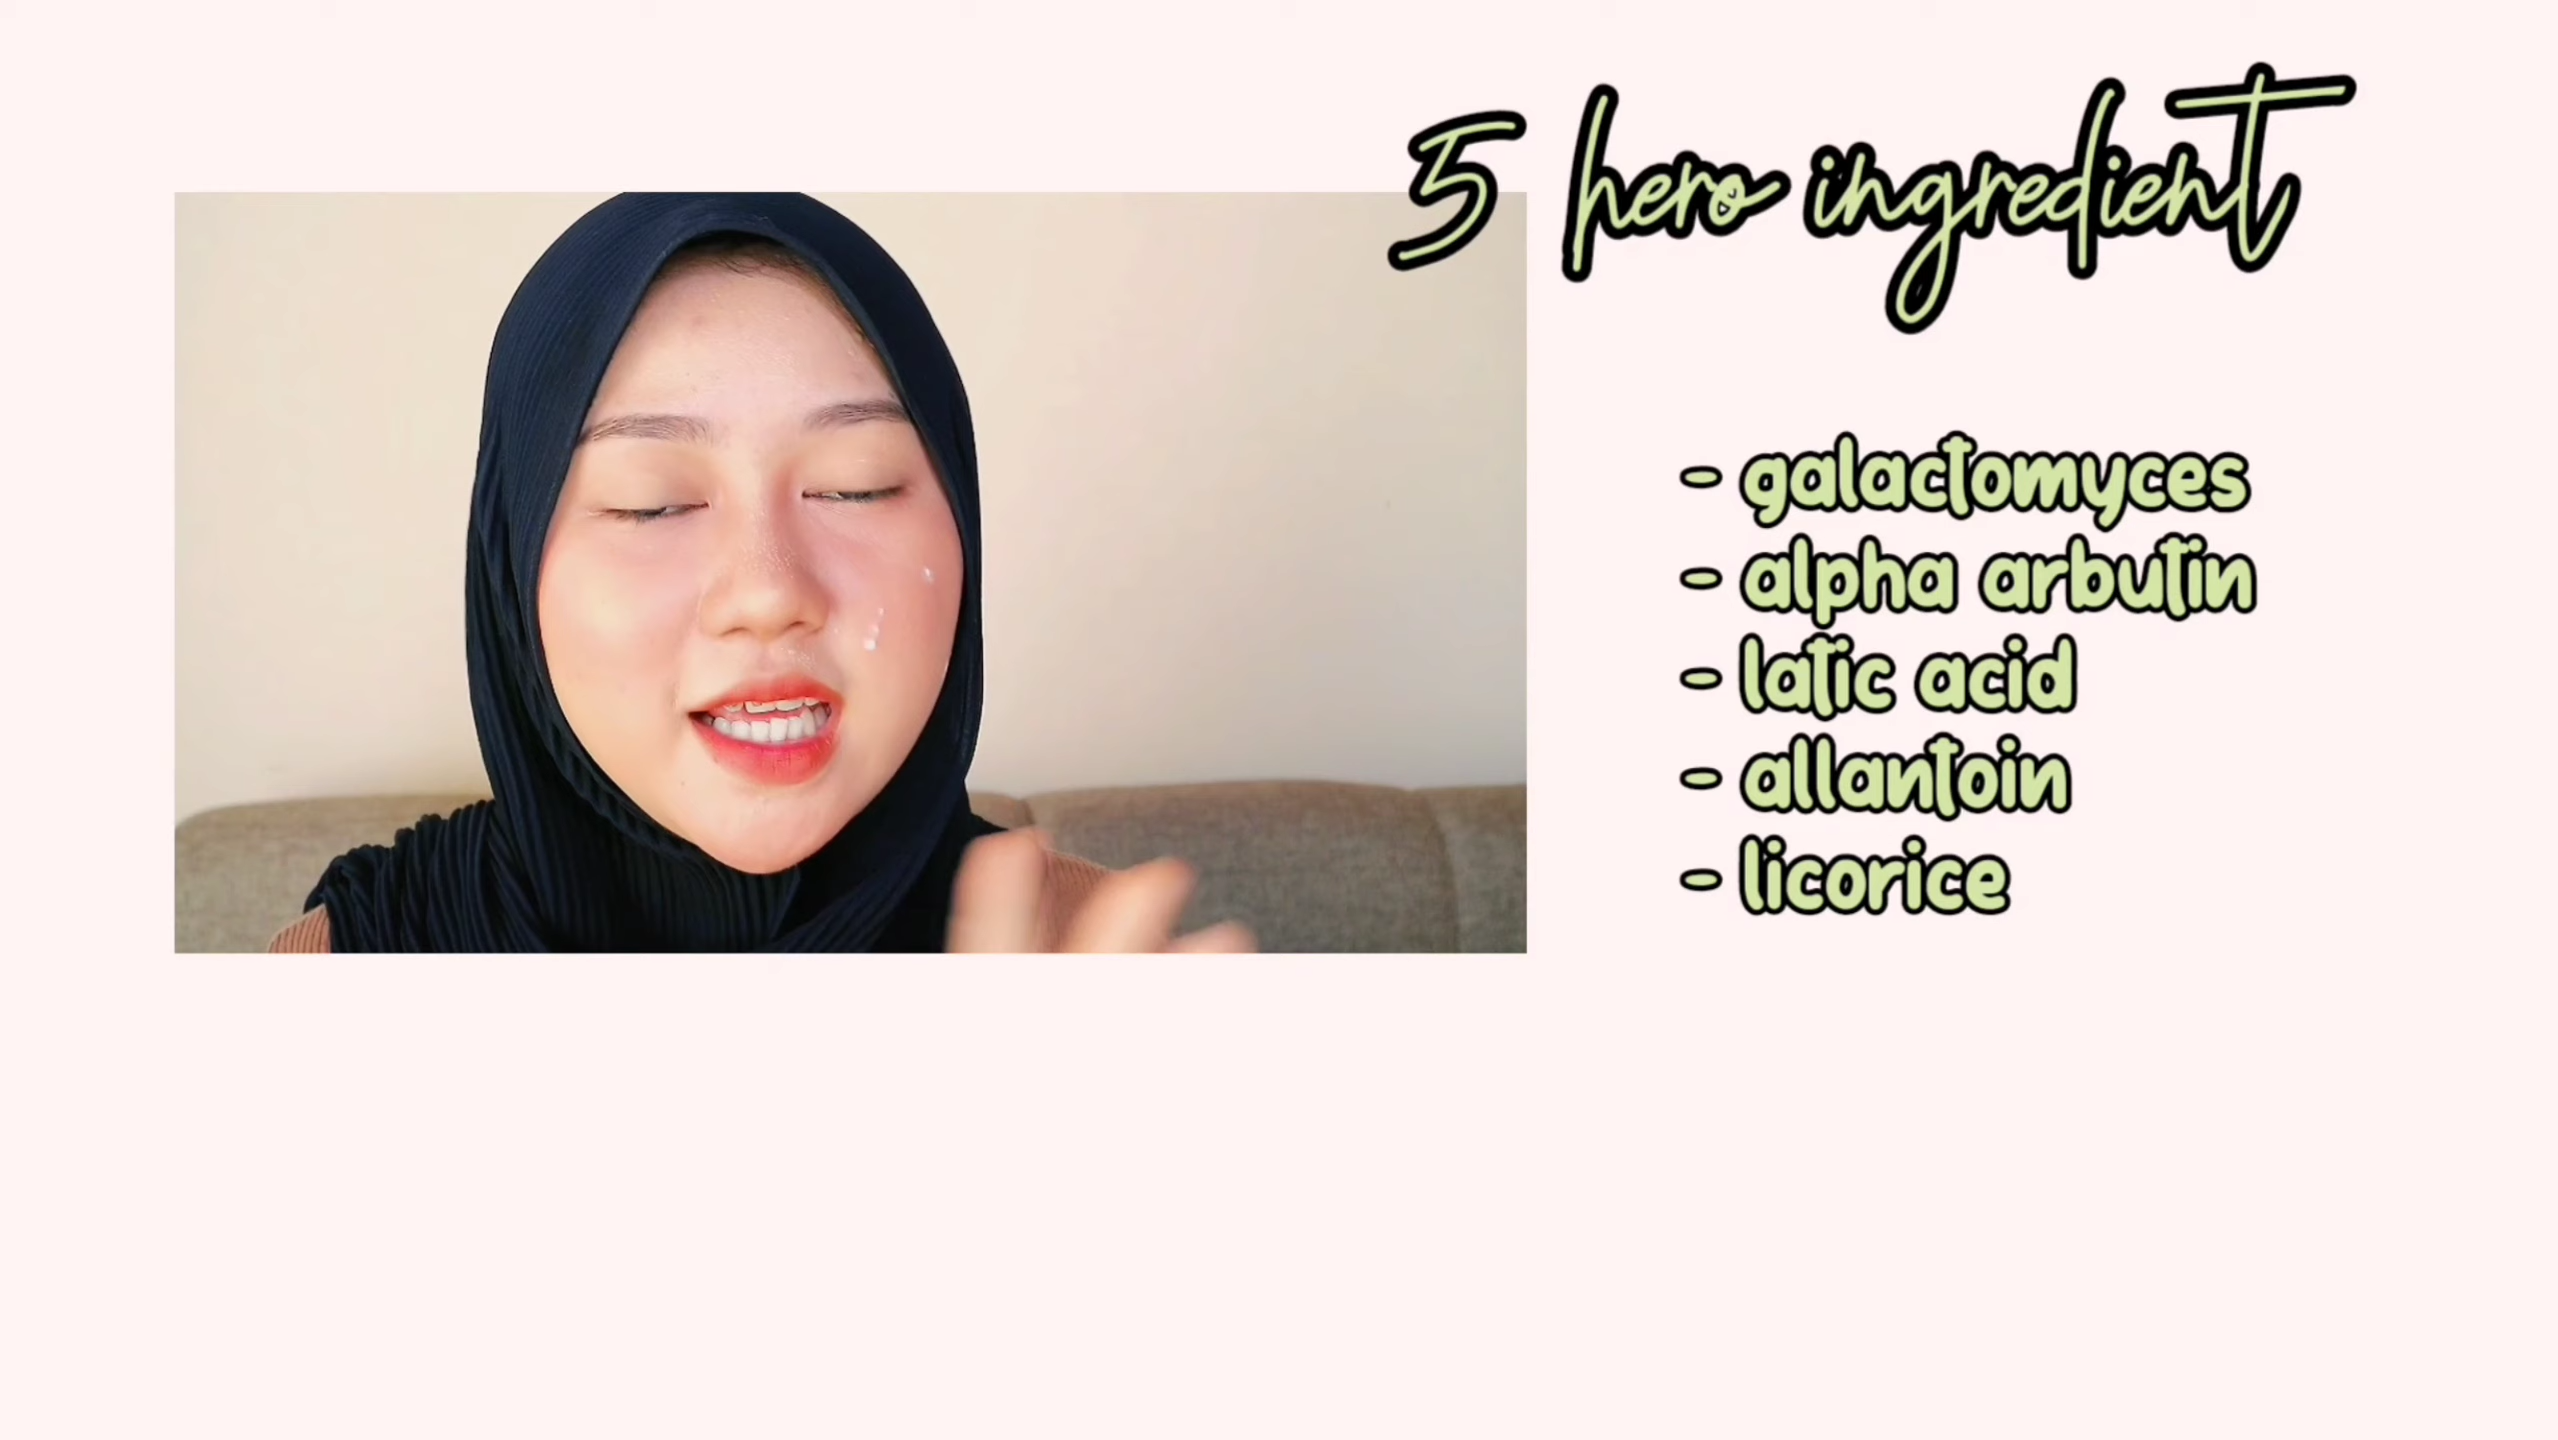 5 hero ingredient
- galactomyces
- alpha arbutin
- latic acid
- allantoin
- licorice